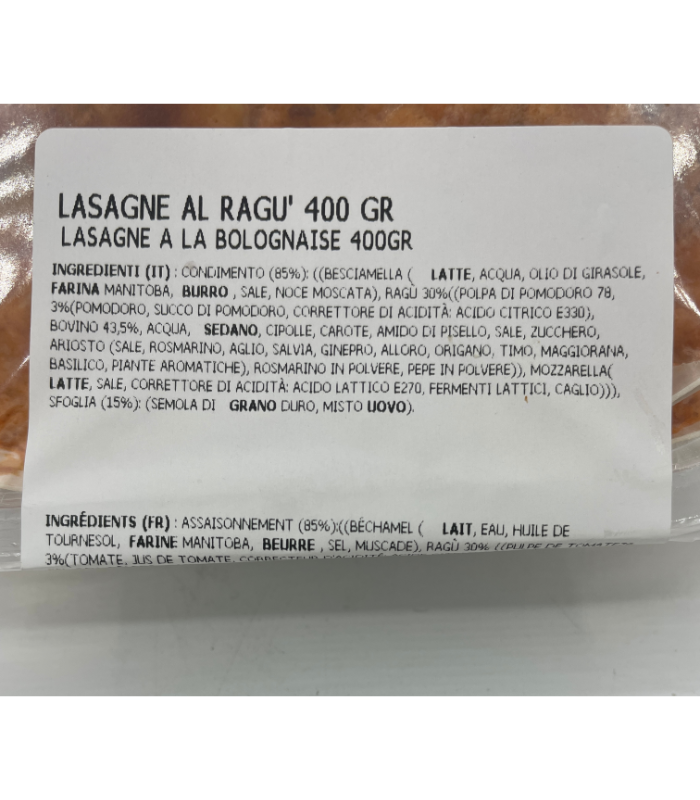 LASAGNE AL RAGU' 400 GR
LASAGNE A LA BOLOGNAISE 400GR
INGREDIENTI (IT) : CONDIMENTO (85%): ((BESCIAMELLA ( LATTE, ACQUA, OLIO DI GIRASOLE,
FARINA MANITOBA, BURRO , SALE, NOCE MOSCATA), RAGÙ 30%((POLPA DI POMODORO 78,
3%(POMODORO, SUCCO DI POMODORO, CORRETTORE DI ACIDITÀ: ACIDO CITRICO E330),
BOVINO 43,5%, ACQUA, SEDANO, CIPOLLE, CAROTE, AMIDO DI PISELLO, SALE, ZUCCHERO,
ARIOSTO (SALE, ROSMARINO, AGLIO, SALVIA, GINEPRO, ALLORO, ORIGANO, TIMO, MAGGIORANA,
BASILICO, PIANTE AROMATICHE), ROSMARINO IN POLVERE, PEPE IN POLVERE)), MOZZARELLA(
LATTE, SALE, CORRETTORE DI ACIDITÀ: ACIDO LATTICO E270, FERMENTI LATTICI, CAGLIO))),
SFOGLIA (15%): (SEMOLA DI GRANO DURO, MISTO UOVO).
INGRÉDIENTS (FR) : ASSAISONNEMENT (85%):((BÉCHAMEL ( LAIT, EAU, HUILE DE
TOURNESOL, FARINE MANITOBA, BEURRE , SEL, MUSCADE), RAGÙ 30% ((PULPE DE TOMATE
3%(TOMATE, JUS DE TOMATE, CORRECTEUR D'ACIDITÉ